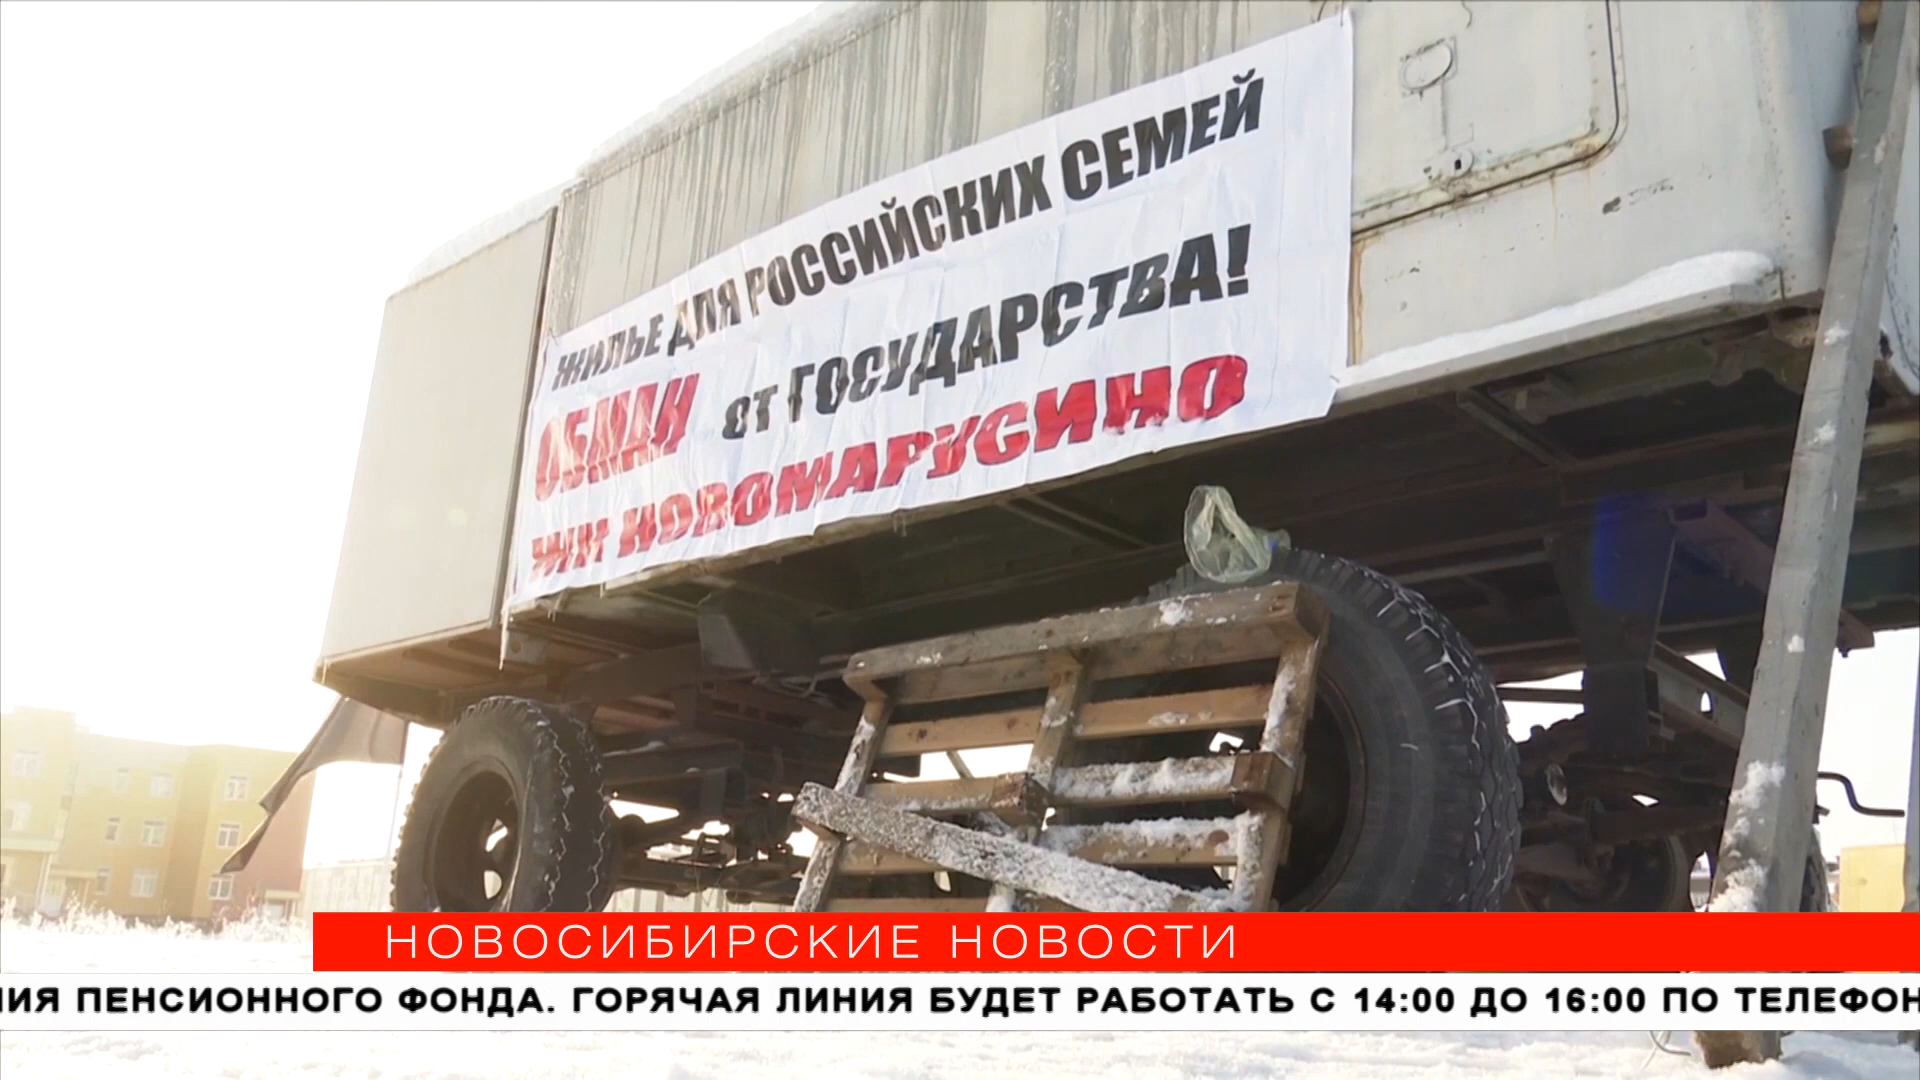 ЖИЛЬЕ ДЛЯ РОССИЙСКИХ СЕМЕЙ
ОБМАН от ГОСУДАРСТВА!
ЖК НОВОМАРУСИНО
НОВОСИБИРСКИЕ НОВОСТИ
НИЯ ПЕНСИОННОГО ФОНДА. ГОРЯЧАЯ ЛИНИЯ БУДЕТ РАБОТАТЬ С 14:00 ДО 16:00 ПО ТЕЛЕФОН